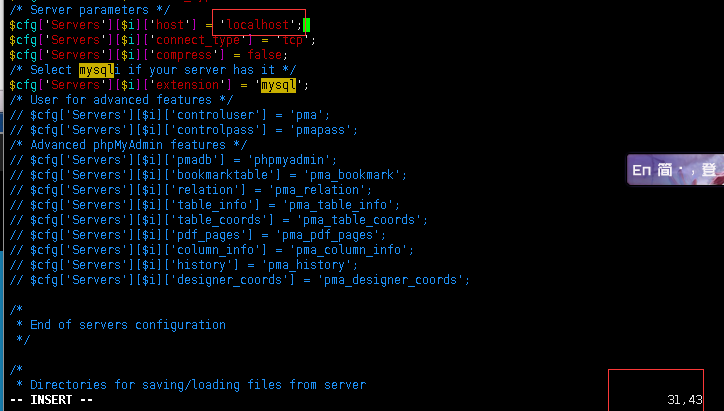 /* Server parameters */
$cfg['Servers'][$i]['host'] = 'localhost';
$cfg['Servers'][$i]['connect_type'] = 'tcp';
$cfg['Servers'][$i]['compress'] = false;
/* Select mysqli if your server has it */
$cfg['Servers'][$i]['extension'] = 'mysql';
/* User for advanced features */
// $cfg['Servers'][$i]['controluser'] = 'pma';
// $cfg['Servers'][$i]['controlpass'] = 'pmapass';
/* Advanced phpMyAdmin features */
// $cfg['Servers'][$i]['pmadb'] = 'phpmyadmin';
// $cfg['Servers'][$i]['bookmarktable'] = 'pma_bookmark';
// $cfg['Servers'][$i]['relation'] = 'pma_relation';
// $cfg['Servers'][$i]['table_info'] = 'pma_table_info';
// $cfg['Servers'][$i]['table_coords'] = 'pma_table_coords';
// $cfg['Servers'][$i]['pdf_pages'] = 'pma_pdf_pages';
// $cfg['Servers'][$i]['column_info'] = 'pma_column_info';
// $cfg['Servers'][$i]['history'] = 'pma_history';
// $cfg['Servers'][$i]['designer_coords'] = 'pma_designer_coords';
En 简 · , 登
/*
* End of servers configuration
*/
/*
* Directories for saving/loading files from server
-- INSERT -- 31,43